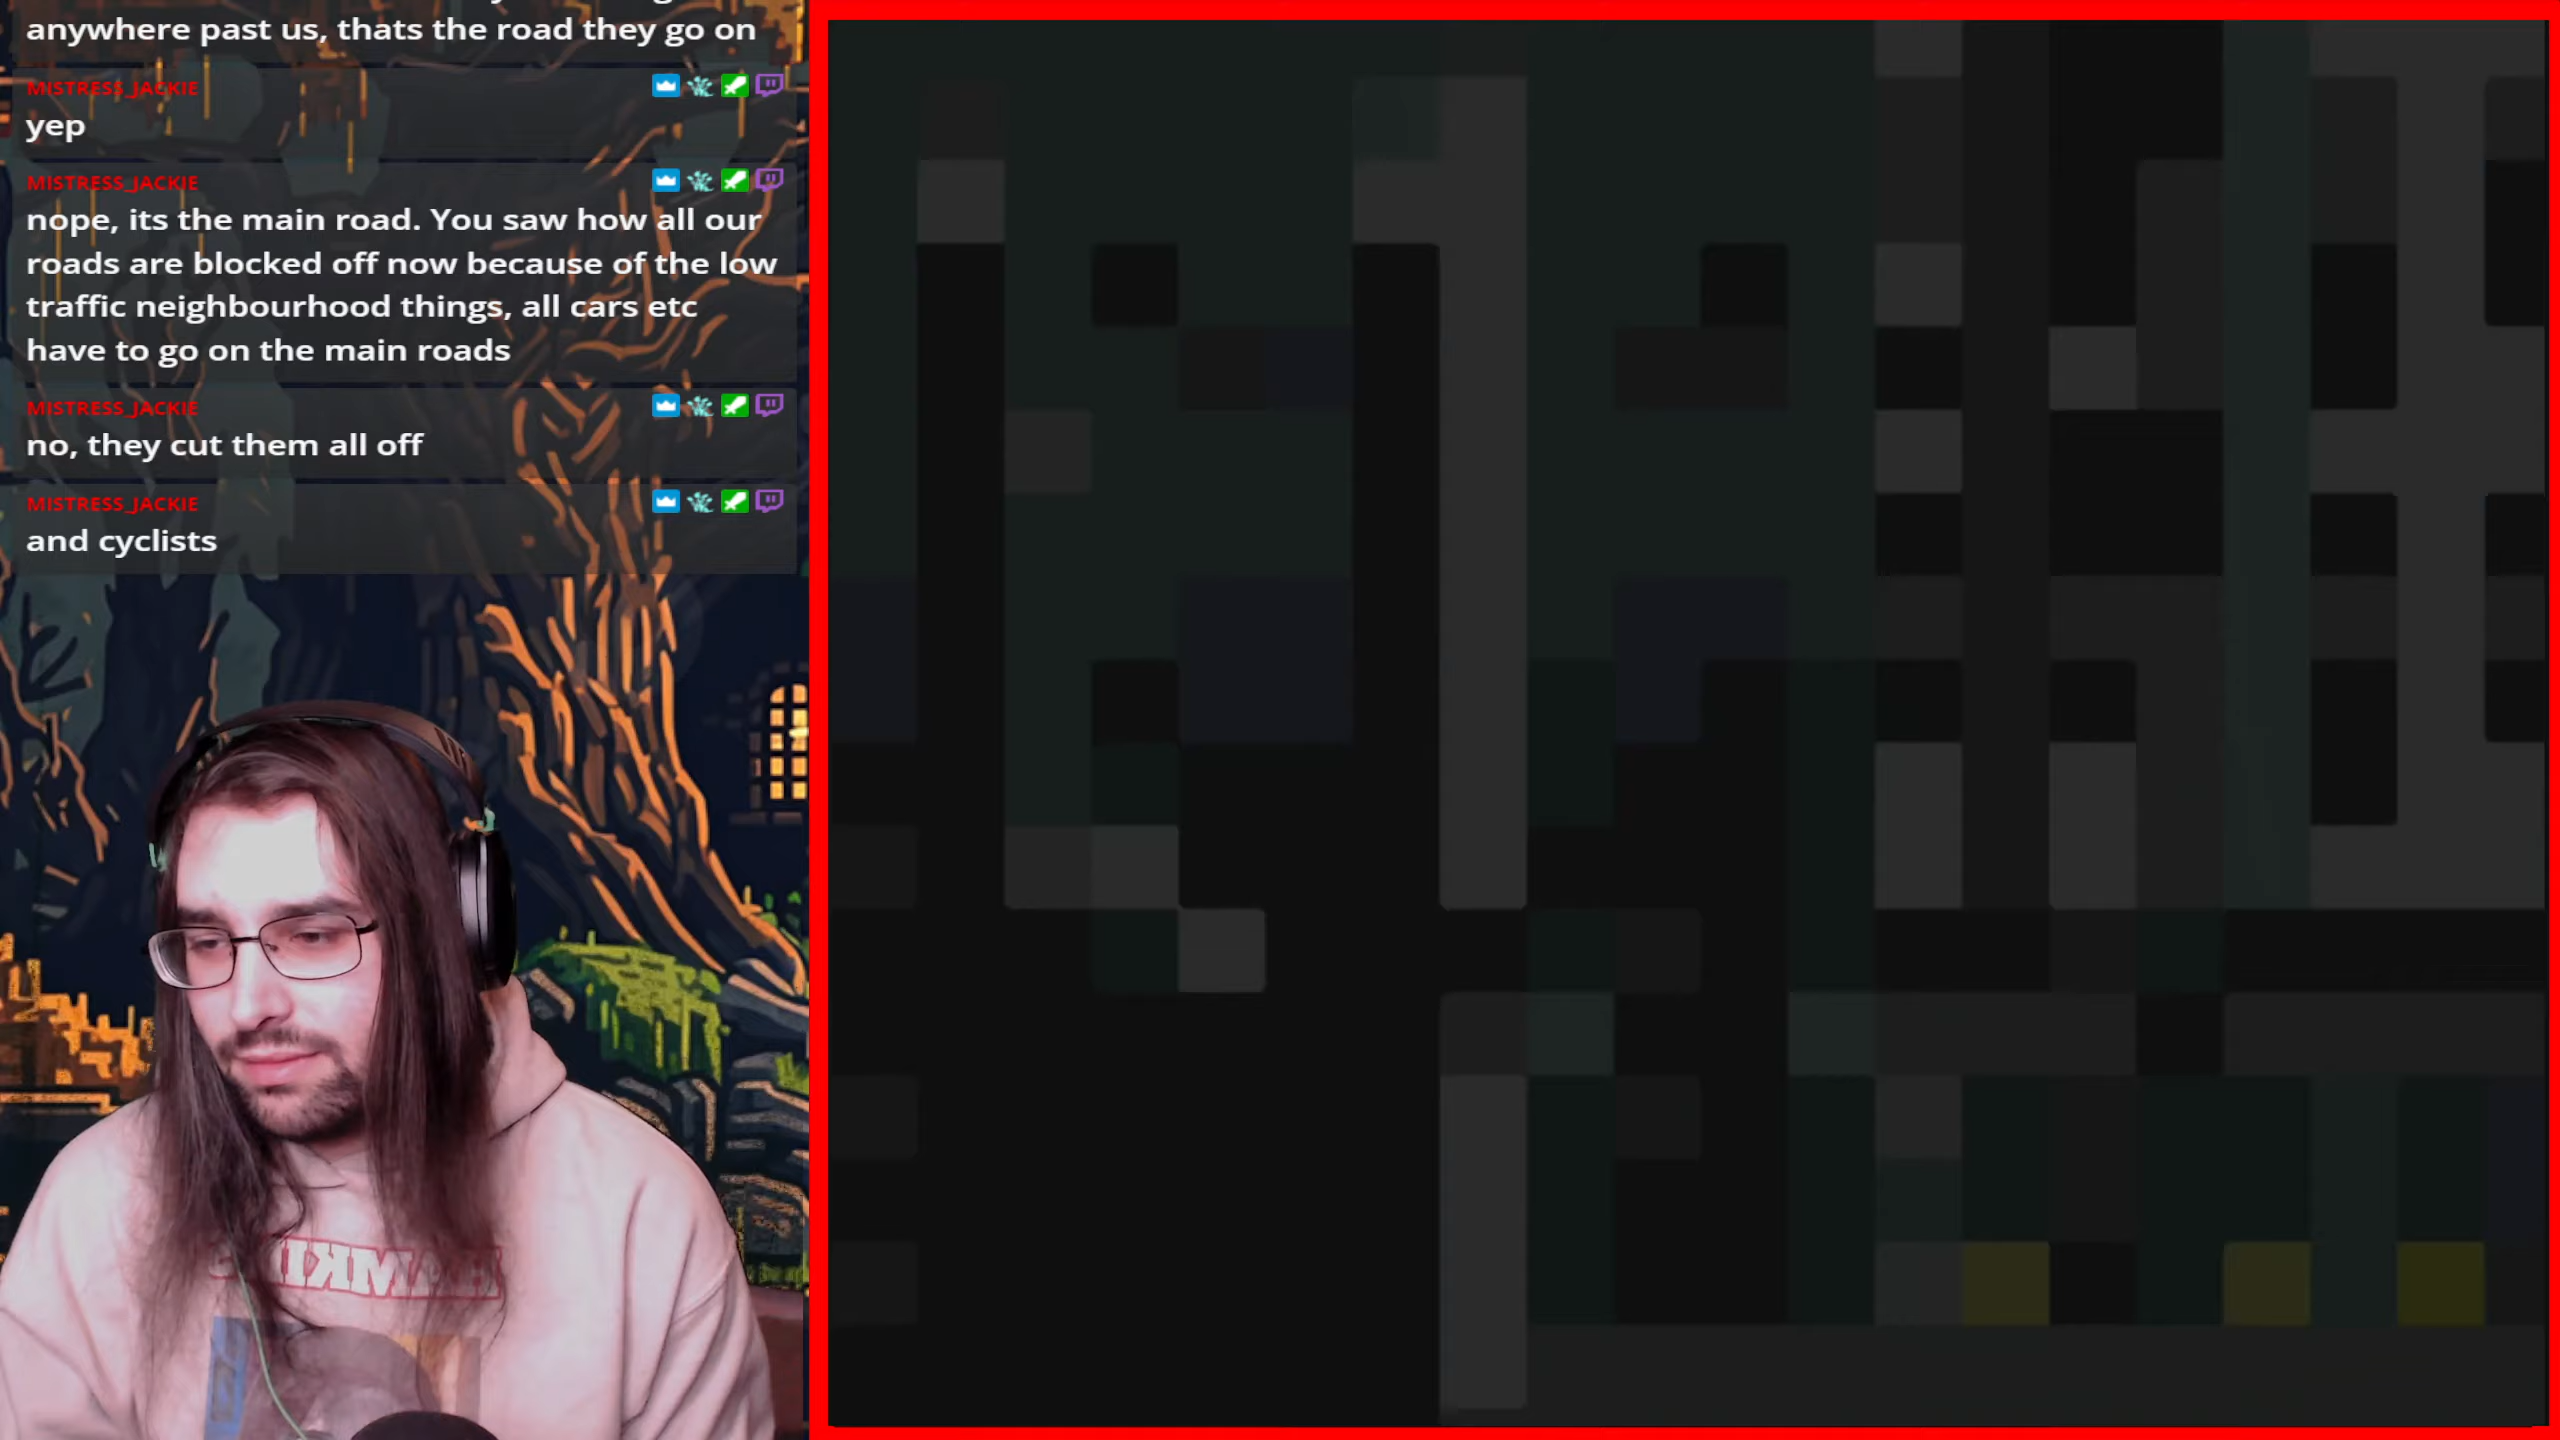 anywhere past us, thats the road they go on
MISTRESS_JACKIE
yep
MISTRESS_JACKIE
nope, its the main road. You saw how all our
roads are blocked off now because of the low
traffic neighbourhood things, all cars etc
have to go on the main roads
MISTRESS_JACKIE
no, they cut them all off
MISTRESS_JACKIE
and cyclists